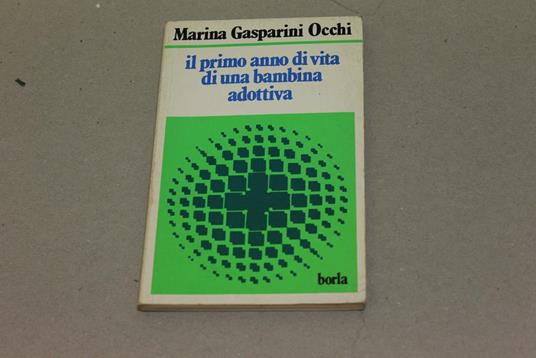 Marina Gasparini Occhi
il primo anno di vita
di una bambina
adottiva
borla